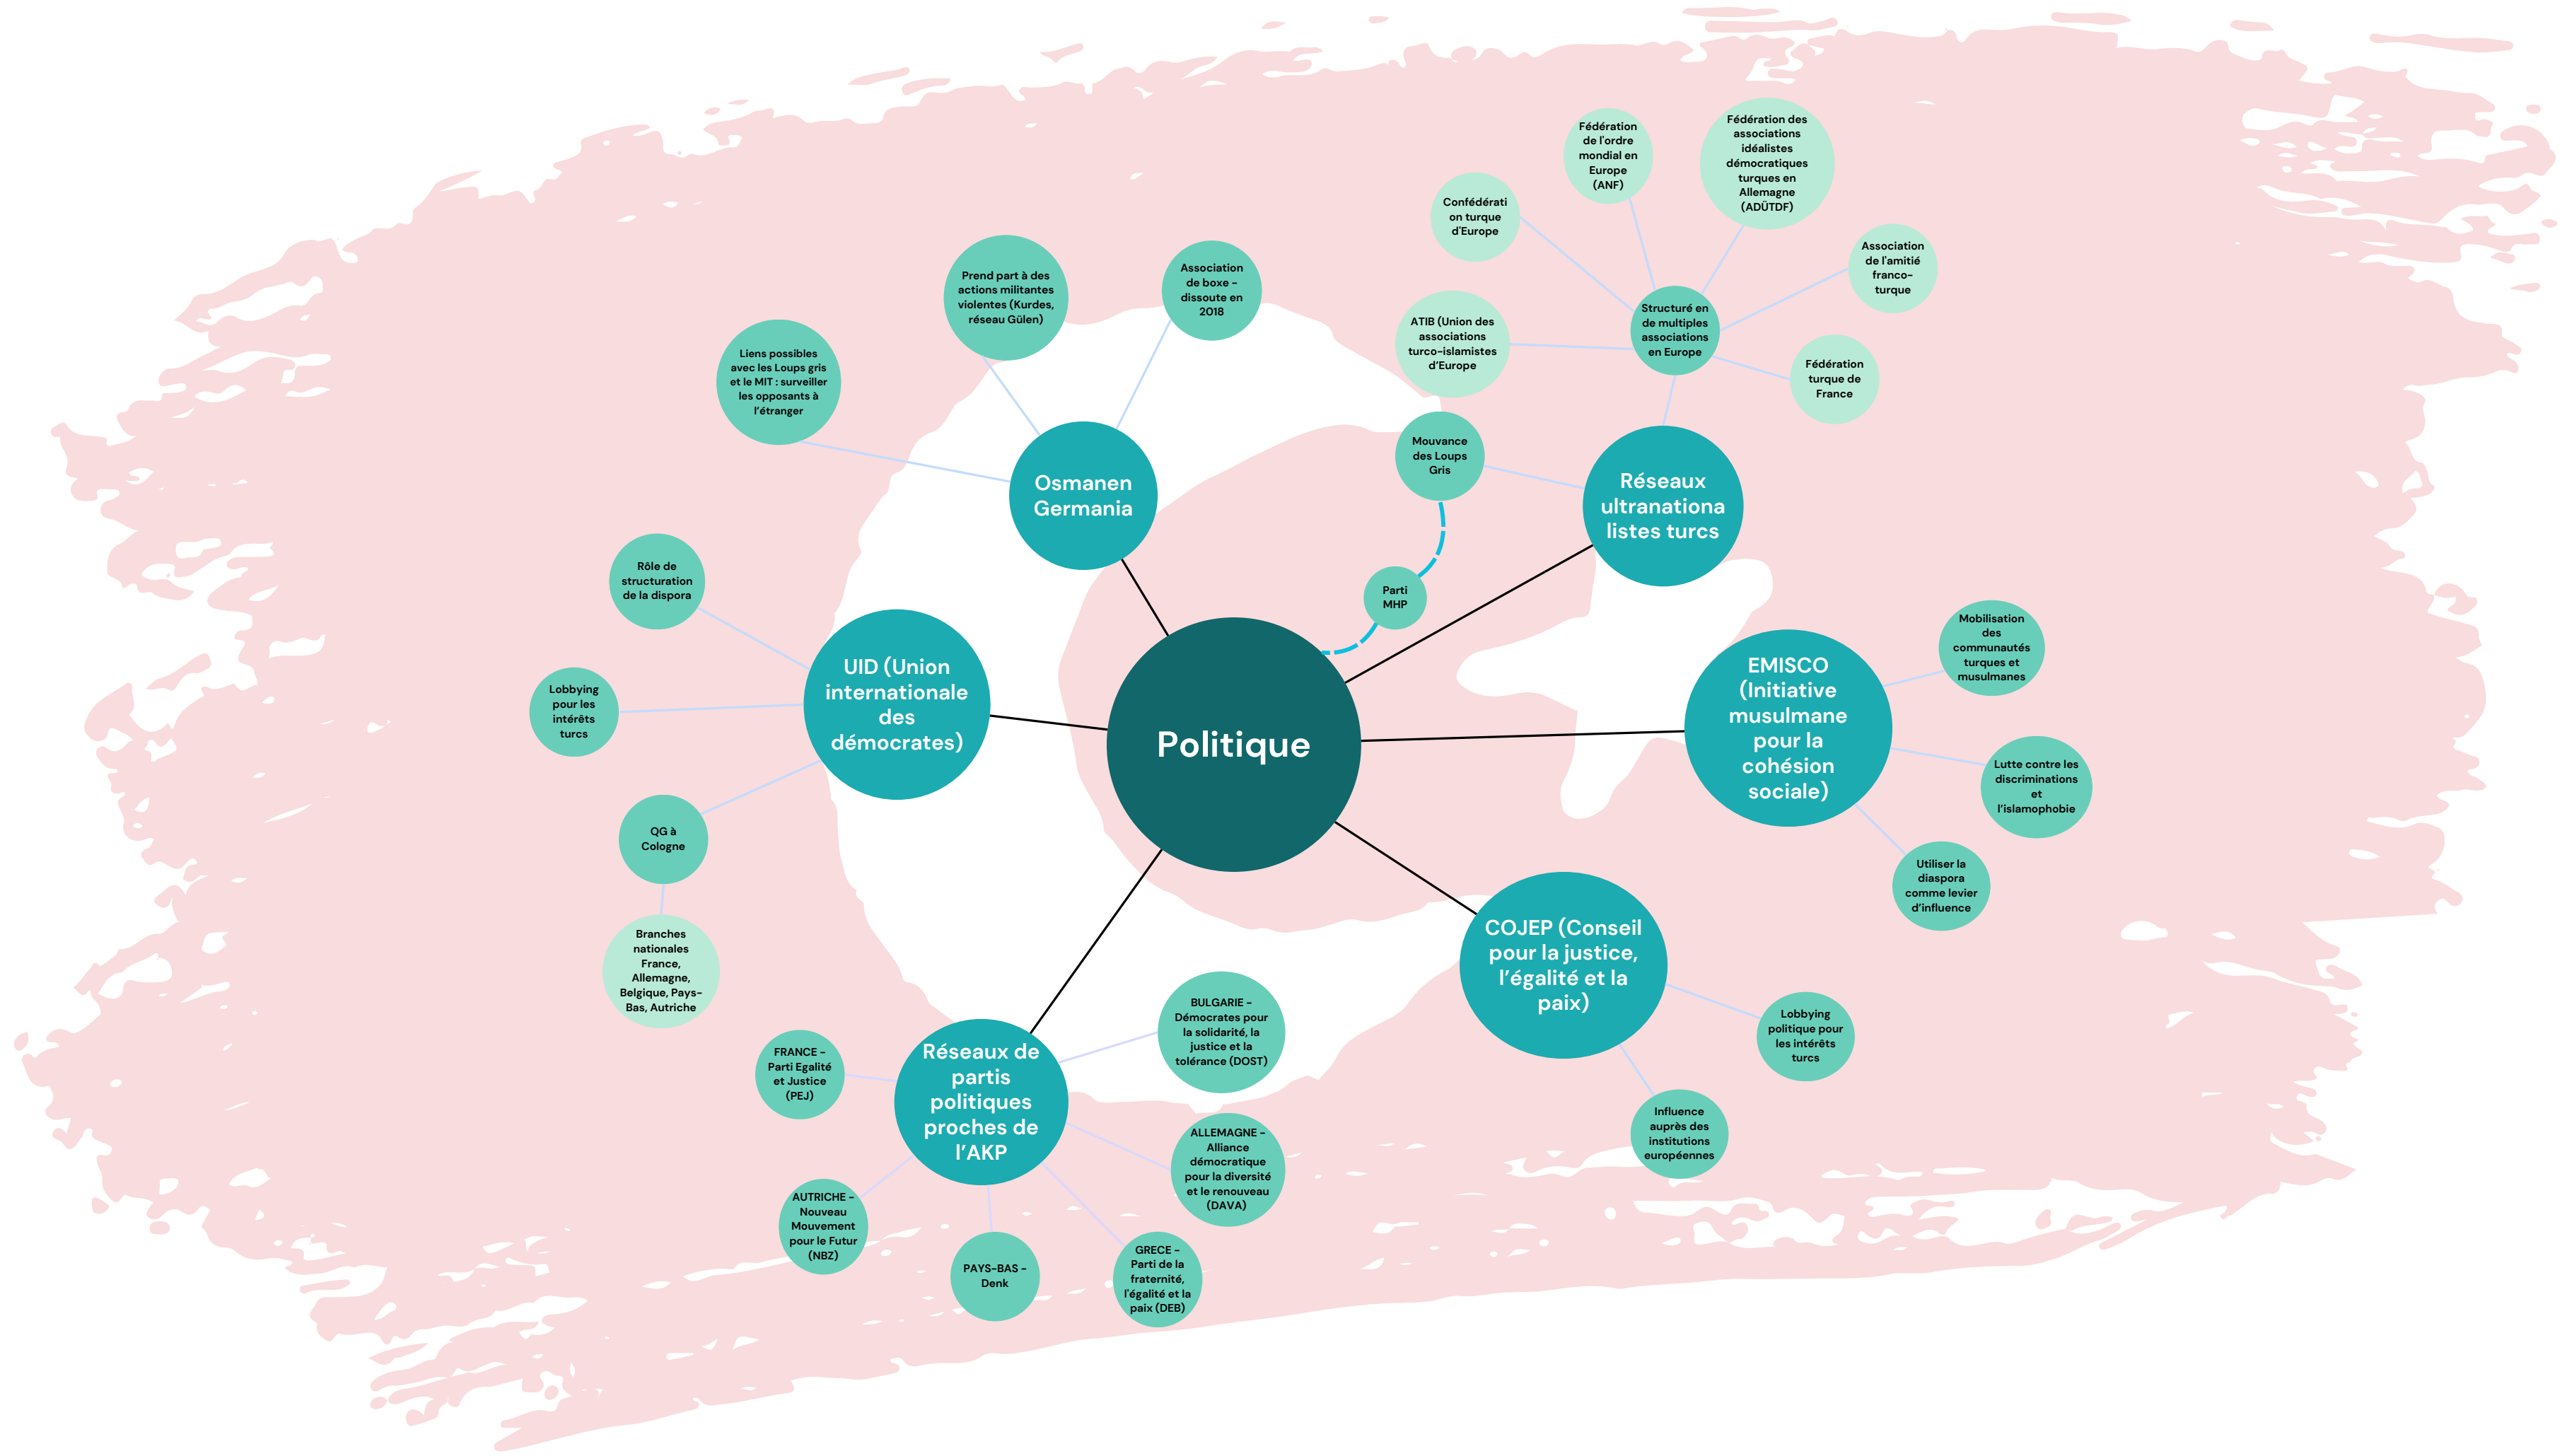 Politique
Osmanen
Germania
Liens possibles
avec les Loups gris
et le MIT : surveiller
les opposants à
l’étranger
Prend part à des
actions militantes
violentes (Kurdes,
réseau Gülen)
Association
de boxe -
dissoute en
2018
Réseaux
ultranationa
listes turcs
Structuré en
de multiples
associations
en Europe
ATIB (Union des
associations
turco-islamistes
d’Europe
Confédérati
on turque
d'Europe
Fédération
de l'ordre
mondial en
Europe
(ANF)
Fédération des
associations
idéalistes
démocratiques
turques en
Allemagne
(ADÜTDF)
Association
de l'amitié
franco-
turque
Fédération
turque de
France
Mouvance
des Loups
Gris
Parti
MHP
EMISCO
(Initiative
musulmane
pour la
cohésion
sociale)
Mobilisation
des
communautés
turques et
musulmanes
Lutte contre les
discriminations
et
l’islamophobie
Utiliser la
diaspora
comme levier
d’influence
COJEP (Conseil
pour la justice,
l’égalité et la
paix)
Lobbying
politique pour
les intérêts
turcs
Influence
auprès des
institutions
européennes
Réseaux de
partis
politiques
proches de
l’AKP
BULGARIE -
Démocrates pour
la solidarité, la
justice et la
tolérance (DOST)
ALLEMAGNE -
Alliance
démocratique
pour la diversité
et le renouveau
(DAVA)
GRECE -
Parti de la
fraternité,
l'égalité et la
paix (DEB)
PAYS-BAS -
Denk
AUTRICHE -
Nouveau
Mouvement
pour le Futur
(NBZ)
FRANCE -
Parti Egalité
et Justice
(PEJ)
UID (Union
internationale
des
démocrates)
Rôle de
structuration
de la dispora
Lobbying
pour les
intérêts
turcs
QG à
Cologne
Branches
nationales
France,
Allemagne,
Belgique, Pays-
Bas, Autriche